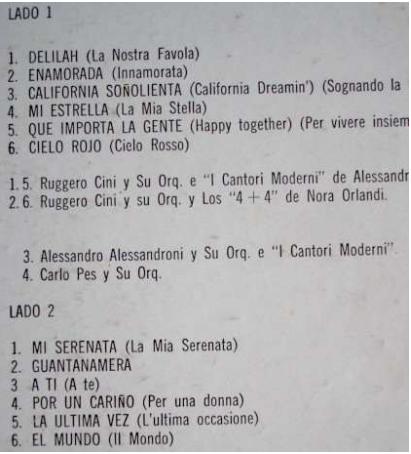 LADO 1
1. DELILAH (La Nostra Favola)
2. ENAMORADA (Innamorata)
3. CALIFORNIA SOÑOLIENTA (California Dreamin') (Sognando la
4. MI ESTRELLA (La Mia Stella)
5. QUE IMPORTA LA GENTE (Happy together) (Per vivere insiem
6. CIELO ROJO (Cielo Rosso)
1.5. Ruggero Cini y Su Orq. e "I Cantori Moderni" de Alessandr
2.6. Ruggero Cini y su Orq. y Los "4 + 4" de Nora Orlandi.
3. Alessandro Alessandroni y Su Orq. e "I Cantori Moderni".
4. Carlo Pes y Su Orq.
LADO 2
1. MI SERENATA (La Mia Serenata)
2. GUANTANAMERA
3 A TI (A te)
4. POR UN CARIÑO (Per una donna)
5. LA ULTIMA VEZ (L'ultima occasione)
6. EL MUNDO (Il Mondo)